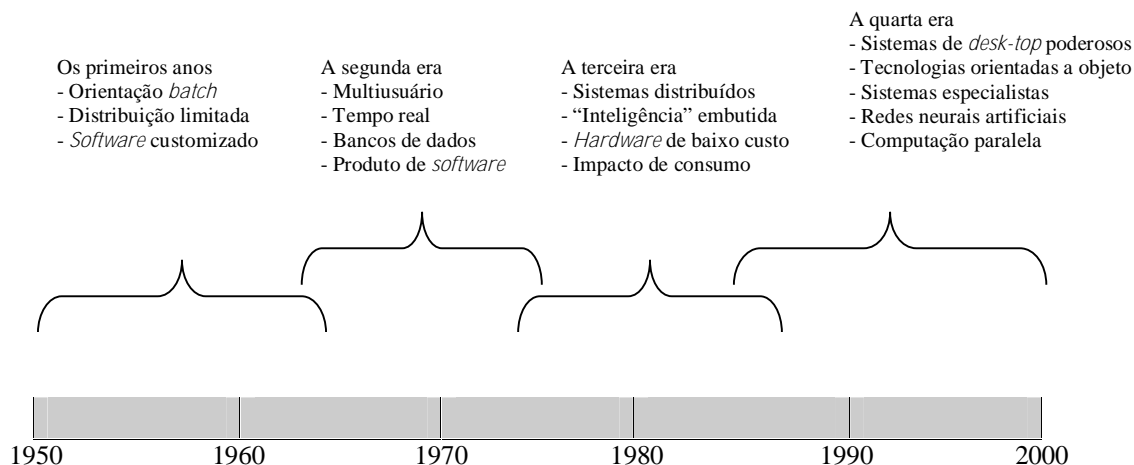 Os primeiros anos
- Orientação batch
- Distribuição limitada
- Software customizado
A segunda era
- Multiusuário
- Tempo real
- Bancos de dados
- Produto de software
A terceira era
- Sistemas distribuídos
- “Inteligência” embutida
- Hardware de baixo custo
- Impacto de consumo
A quarta era
- Sistemas de desk-top poderosos
- Tecnologias orientadas a objeto
- Sistemas especialistas
- Redes neurais artificiais
- Computação paralela
1950 1960 1970 1980 1990 2000